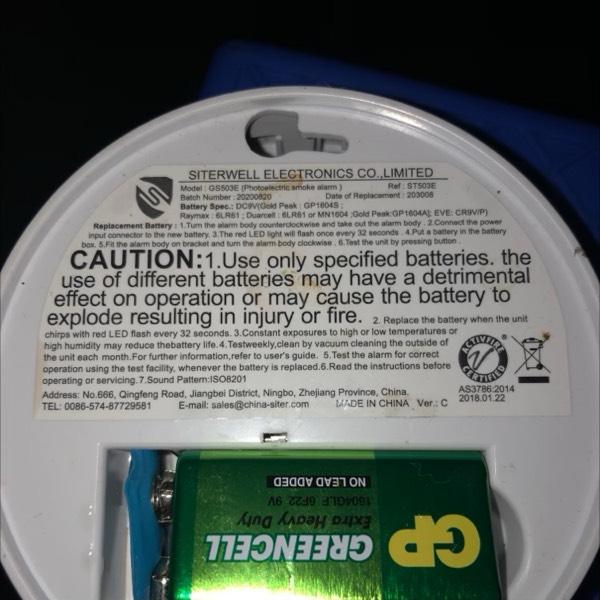 SITERWELL ELECTRONICS CO.,LIMITED
Model : GS503E (Photoelectric smoke alarm ) Ref : ST503E
Batch Number : 20200820 Date of Replacement : 203008
Battery Spec.: DC9V(Gold Peak : GP1604S ;
Raymax : 6LR61 ; Duarcell : 6LR61 or MN1604 ;Gold Peak:GP1604A]; EVE: CR9V/P)
Replacement Battery : 1.Turn the alarm body counterclockwise and take out the alarm body . 2.Connect the power
input connector to the new battery. 3.The red LED light will flash once every 32 seconds . 4.Put a battery in the battery
box. 5.Fit the alarm body on bracket and turn the alarm body clockwise . 6.Test the unit by pressing button .
CAUTION:1.Use only specified batteries. the
use of different batteries may have a detrimental
effect on operation or may cause the battery to
explode resulting in injury or fire. 2. Replace the battery when the unit
chirps with red LED flash every 32 seconds. 3.Constant exposures to high or low temperatures or
high humidity may reduce thebattery life. 4.Testweekly,clean by vacuum cleaning the outside of
the unit each month.For further information,refer to user's guide. 5.Test the alarm for correct
operation using the test facility, whenever the battery is replaced.6.Read the instructions before
operating or servicing. 7.Sound Pattern:ISO8201
Address: No.666, Qingfeng Road, Jiangbei District, Ningbo, Zhejiang Province, China.
TEL: 0086-574-87729581 E-mail: sales@china-siter.com MADE IN CHINA Ver.: C
ACTIVFIRE
CERTIFIED
AS3786:2014
2018.01.22
GP
GREENCELL
Extra Heavy Duty
1604GLF 6F22 9V
NO LEAD ADDED